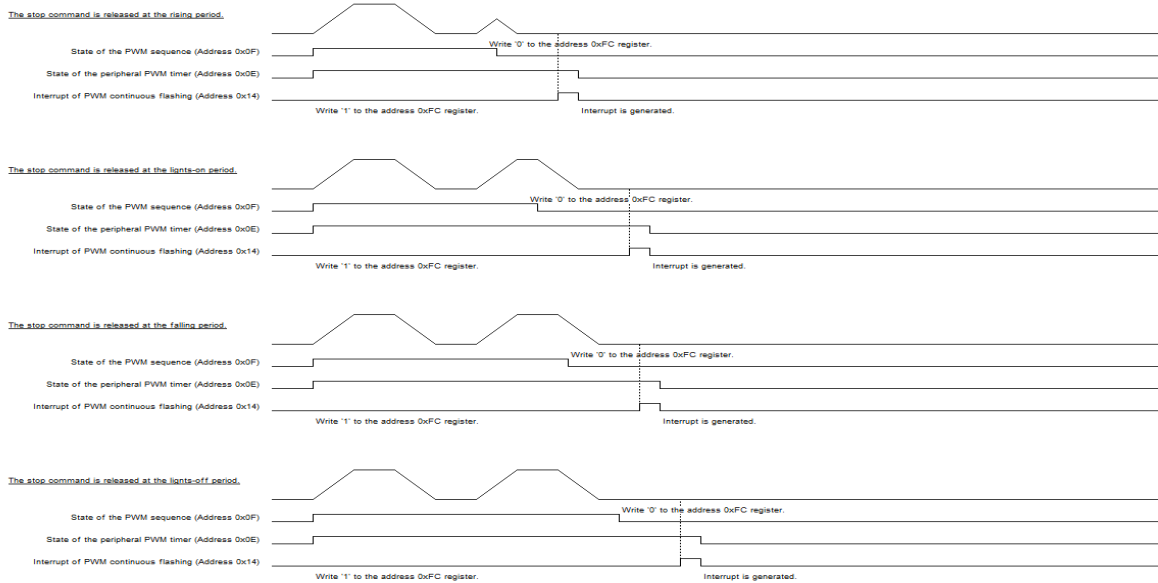 The stop command is released at the rising period.
Write '0' to the address 0xFC register.
State of the PWM sequence (Address 0x0F)
State of the peripheral PWM timer (Address 0x0E)
Interrupt of PWM continuous flashing (Address 0x14)
Write '1' to the address 0xFC register. Interrupt is generated.
The stop command is released at the lignts-on period.
Write '0' to the address 0xFC register.
State of the PWM sequence (Address 0x0F)
State of the peripheral PWM timer (Address 0x0E)
Interrupt of PWM continuous flashing (Address 0x14)
Write '1' to the address 0xFC register. Interrupt is generated.
The stop command is released at the falling period.
Write '0' to the address 0xFC register.
State of the PWM sequence (Address 0x0F)
State of the peripheral PWM timer (Address 0x0E)
Interrupt of PWM continuous flashing (Address 0x14)
Write '1' to the address 0xFC register. Interrupt is generated.
The stop command is released at the lignts-off period.
Write '0' to the address 0xFC register.
State of the PWM sequence (Address 0x0F)
State of the peripheral PWM timer (Address 0x0E)
Interrupt of PWM continuous flashing (Address 0x14)
Write '1' to the address 0xFC register. Interrupt is generated.